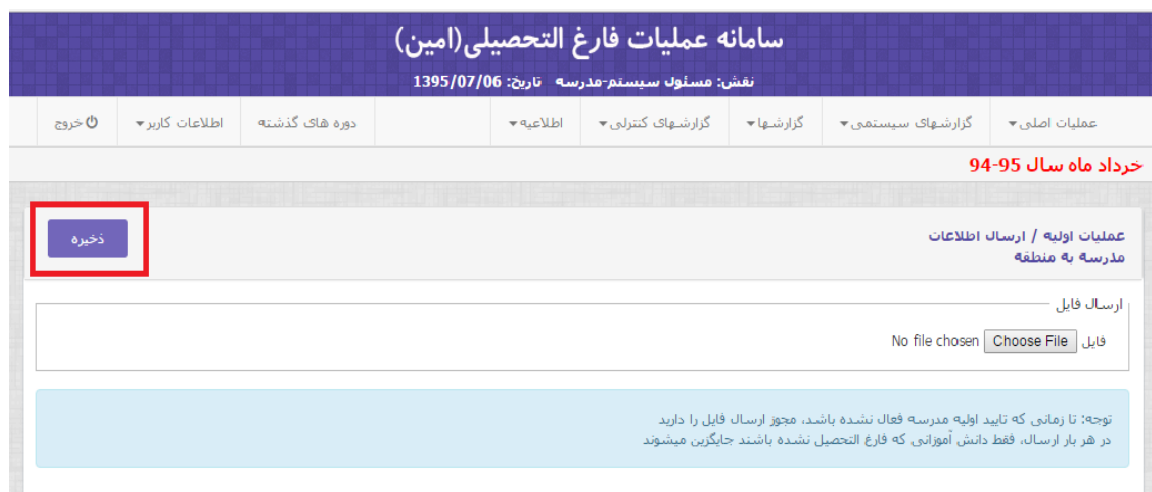 سامانه عملیات فارغ التحصیلی(امین)
نقش: مسئول سیستم-مدرسه تاریخ: 1395/07/06
عملیات اصلی گزارشهای سیستمی گزارشها گزارشهای کنترلی اطلاعیه دوره های گذشته اطلاعات کاربر خروج
خرداد ماه سال 95-94
عملیات اولیه / ارسال اطلاعات
مدرسه به منطقه
ذخیره
ارسال فایل
فایل Choose File No file chosen
توجه: تا زمانی که تایید اولیه مدرسه فعال نشده باشد، مجوز ارسال فایل را دارید
در هر بار ارسال، فقط دانش آموزانی که فارغ التحصیل نشده باشند جایگزین میشوند